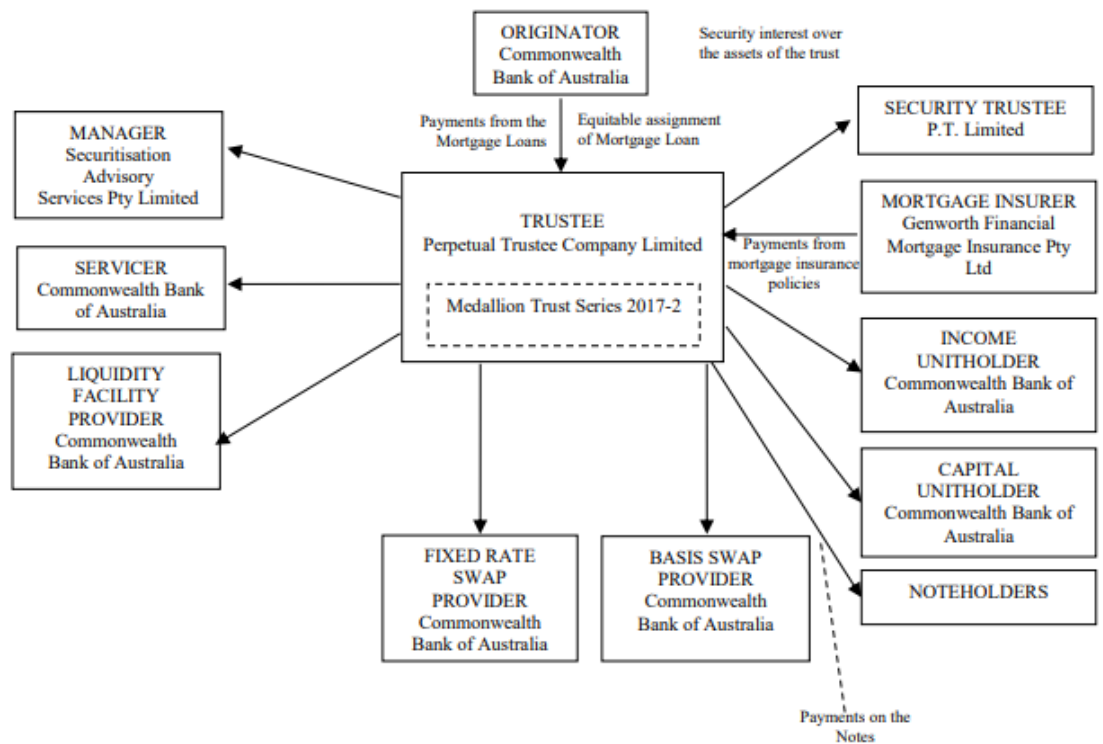 ORIGINATOR
Commonwealth
Bank of Australia
Security interest over
the assets of the trust
Payments from the
Mortgage Loans
Equitable assignment
of Mortgage Loan
MANAGER
Securitisation
Advisory
Services Pty Limited
SECURITY TRUSTEE
P.T. Limited
TRUSTEE
Perpetual Trustee Company Limited
Medallion Trust Series 2017-2
MORTGAGE INSURER
Genworth Financial
Mortgage Insurance Pty
Ltd
Payments from
mortgage insurance
policies
SERVICER
Commonwealth Bank
of Australia
INCOME
UNITHOLDER
Commonwealth Bank of
Australia
LIQUIDITY
FACILITY
PROVIDER
Commonwealth
Bank of Australia
CAPITAL
UNITHOLDER
Commonwealth Bank of
Australia
FIXED RATE
SWAP
PROVIDER
Commonwealth
Bank of Australia
BASIS SWAP
PROVIDER
Commonwealth
Bank of Australia
NOTEHOLDERS
Payments on the
Notes